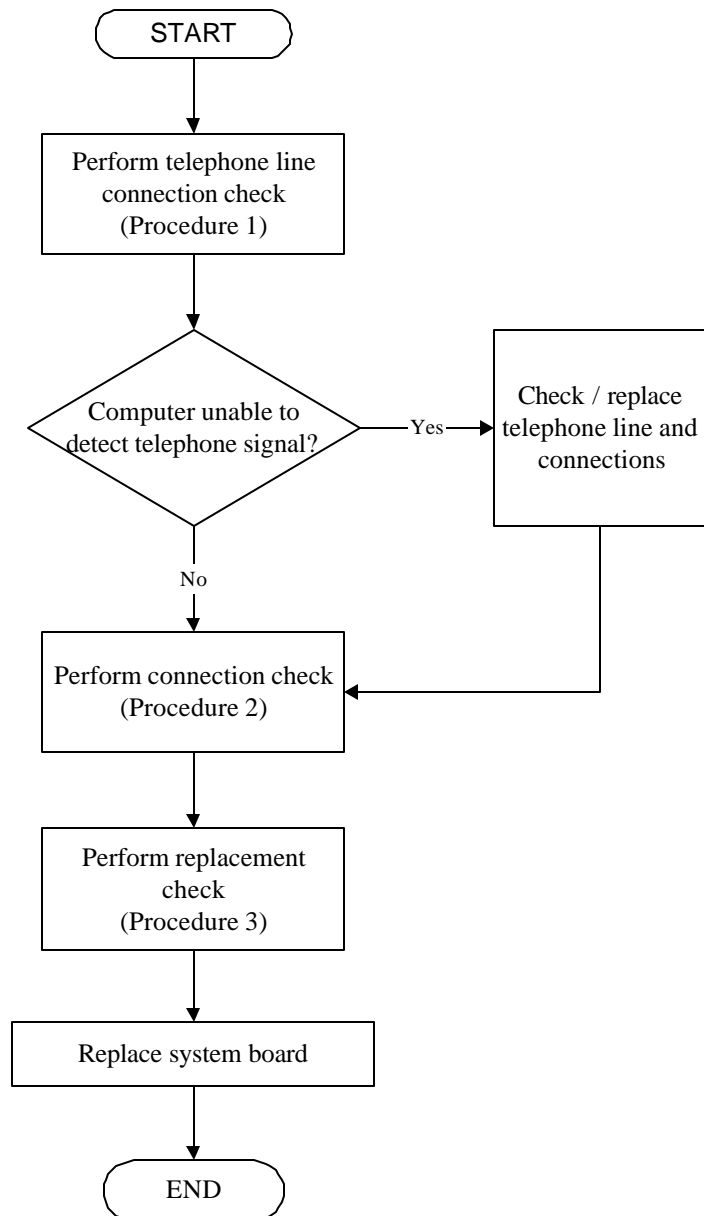 START
Perform telephone line
connection check
(Procedure 1)
Computer unable to
detect telephone signal?
Yes
Check / replace
telephone line and
connections
No
Perform connection check
(Procedure 2)
Perform replacement
check
(Procedure 3)
Replace system board
END